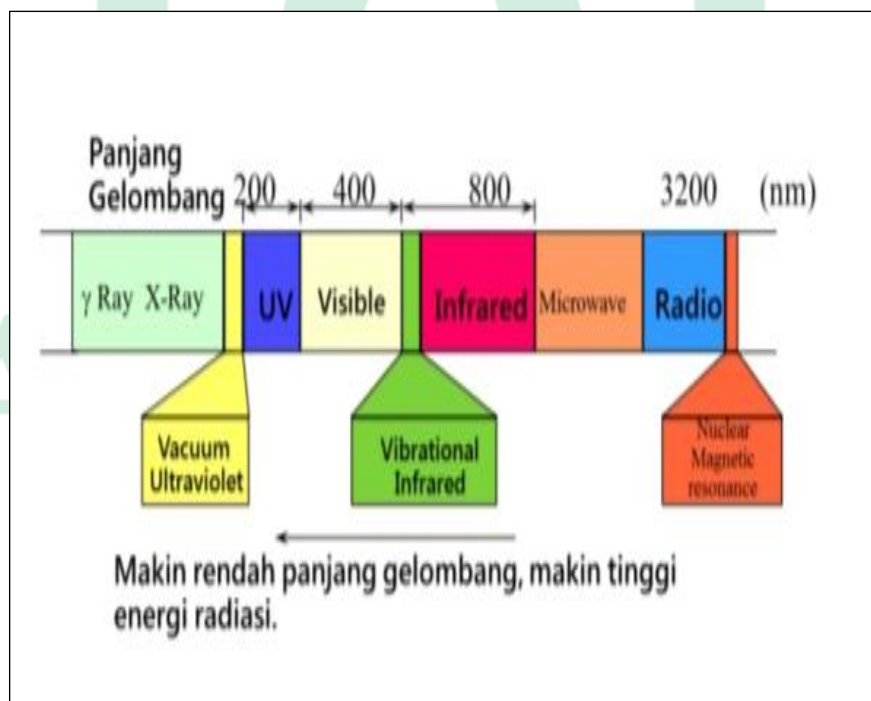 Panjang
Gelombang 200 400 800 3200 (nm)
γ Ray X-Ray UV Visible Infrared Microwave Radio
Vacuum
Ultraviolet
Vibrational
Infrared
Nuclear
Magnetic
resonance
Makin rendah panjang gelombang, makin tinggi
energi radiasi.